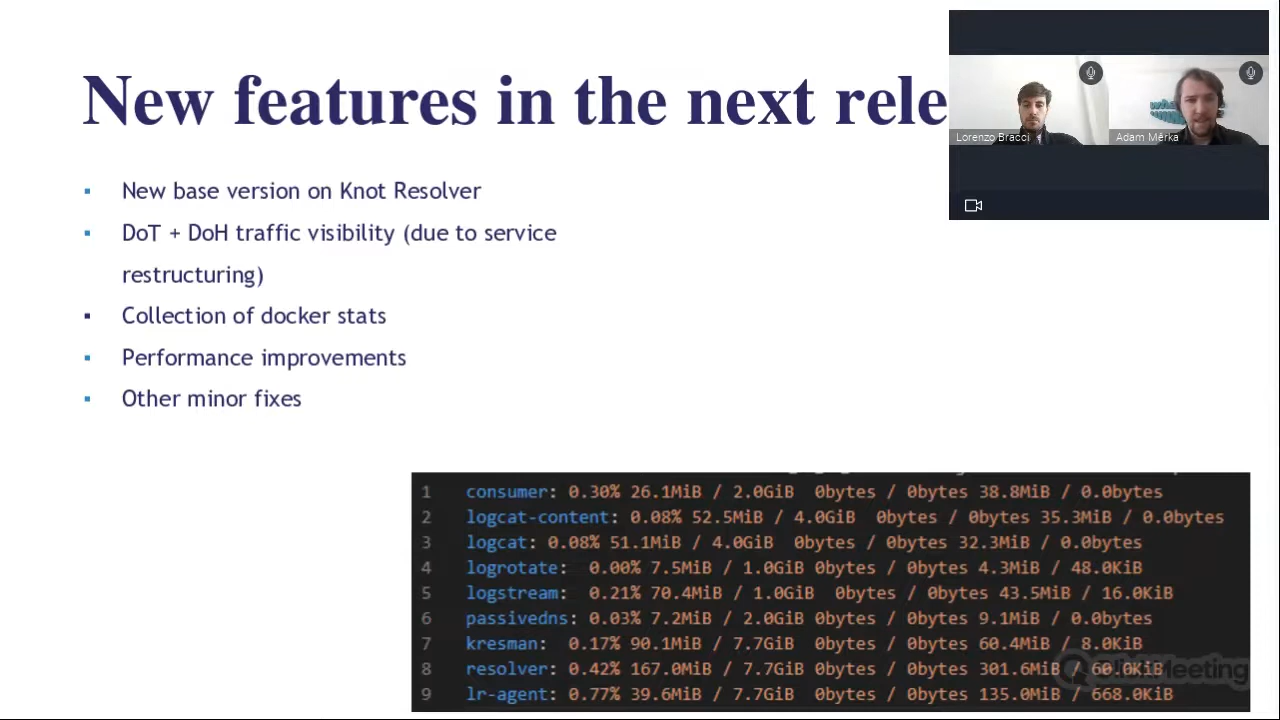 New features in the next rele
▪ New base version on Knot Resolver
▪ DoT + DoH traffic visibility (due to service
restructuring)
▪ Collection of docker stats
▪ Performance improvements
▪ Other minor fixes
Lorenzo Bracci
Adam Měrka
1 consumer: 0.30% 26.1MiB / 2.0GiB 0bytes / 0bytes 38.8MiB / 0.0bytes
2 logcat-content: 0.08% 52.5MiB / 4.0GiB 0bytes / 0bytes 35.3MiB / 0.0bytes
3 logcat: 0.08% 51.1MiB / 4.0GiB 0bytes / 0bytes 32.3MiB / 0.0bytes
4 logrotate: 0.00% 7.5MiB / 1.0GiB 0bytes / 0bytes 4.3MiB / 48.0KiB
5 logstream: 0.21% 70.4MiB / 1.0GiB 0bytes / 0bytes 43.5MiB / 16.0KiB
6 passivedns: 0.03% 7.2MiB / 2.0GiB 0bytes / 0bytes 9.1MiB / 0.0bytes
7 kresman: 0.17% 90.1MiB / 7.7GiB 0bytes / 0bytes 60.4MiB / 8.0KiB
8 resolver: 0.42% 167.0MiB / 7.7GiB 0bytes / 0bytes 301.6MiB / 60.0KiB
ClickMeeting
9 lr-agent: 0.77% 39.6MiB / 7.7GiB 0bytes / 0bytes 135.0MiB / 668.0KiB